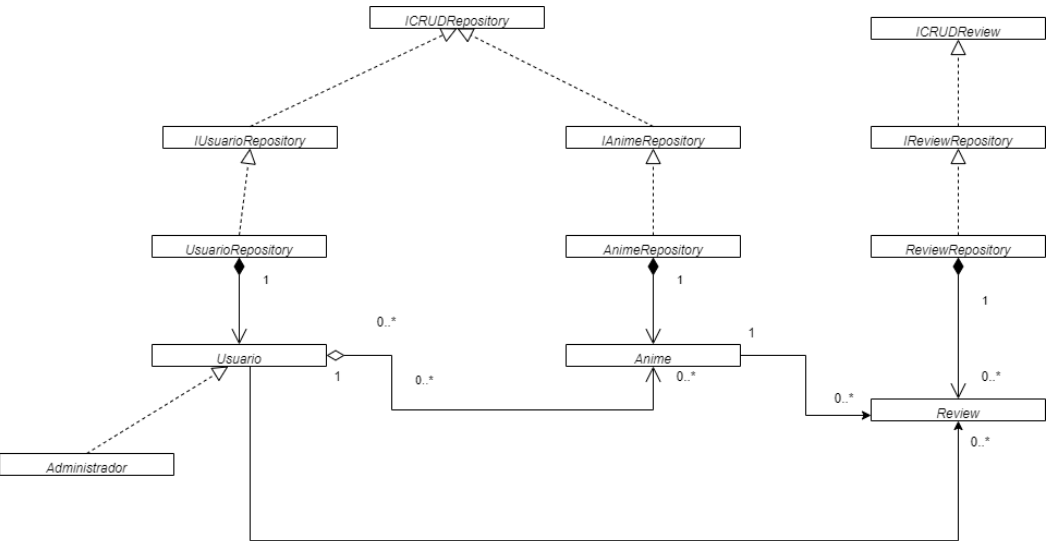 ICRUDRepository
ICRUDReview
IUsuarioRepository
IAnimeRepository
IReviewRepository
UsuarioRepository
AnimeRepository
ReviewRepository
1
1
1
0..*
1
Usuario
Anime
1
0..*
0..*
0..*
0..*
Review
0..*
Administrador